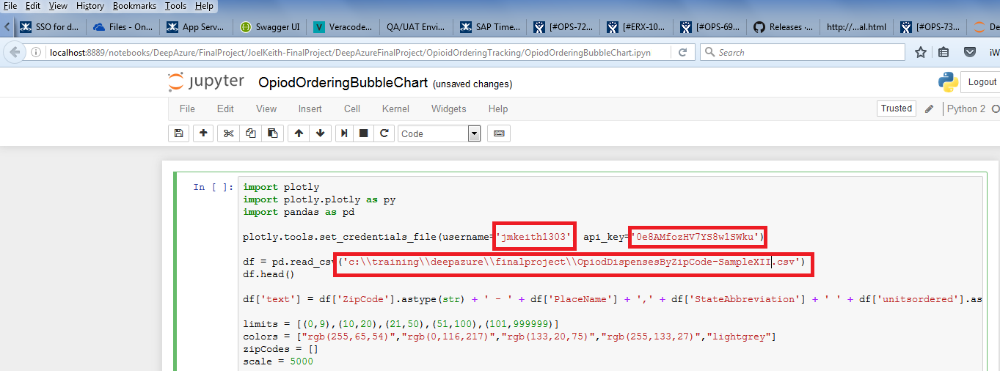 File Edit View History Bookmarks Tools Help
SSO for d... Files - On... App Serv... Swagger UI Veracode... QA/UAT Envi... SAP Time... [#OPS-72... [#ERX-10... [#OPS-69... Releases ·... http://...al.html [#OPS-73... De
localhost:8889/notebooks/DeepAzure/FinalProject/JoelKeith-FinalProject/DeepAzureFinalProject/OpioidOrderingTracking/OpiodOrderingBubbleChart.ipyn Search iW
jupyter OpiodOrderingBubbleChart (unsaved changes) Logout
File Edit View Insert Cell Kernel Widgets Help Trusted Python 2
Code
In [ ]: import plotly
import plotly.plotly as py
import pandas as pd
plotly.tools.set_credentials_file(username='jmkeith1303' api_key='0e8AMfozHV7YS8w1SWku')
df = pd.read_csv('c:\\training\\deepazure\\finalproject\\OpiodDispensesByZipCode-SampleXII.csv')
df.head()
df['text'] = df['ZipCode'].astype(str) + ' - ' + df['PlaceName'] + ',' + df['StateAbbreviation'] + ' ' + df['unitsordered'].as
limits = [(0,9),(10,20),(21,50),(51,100),(101,999999)]
colors = ["rgb(255,65,54)","rgb(0,116,217)","rgb(133,20,75)","rgb(255,133,27)","lightgrey"]
zipCodes = []
scale = 5000